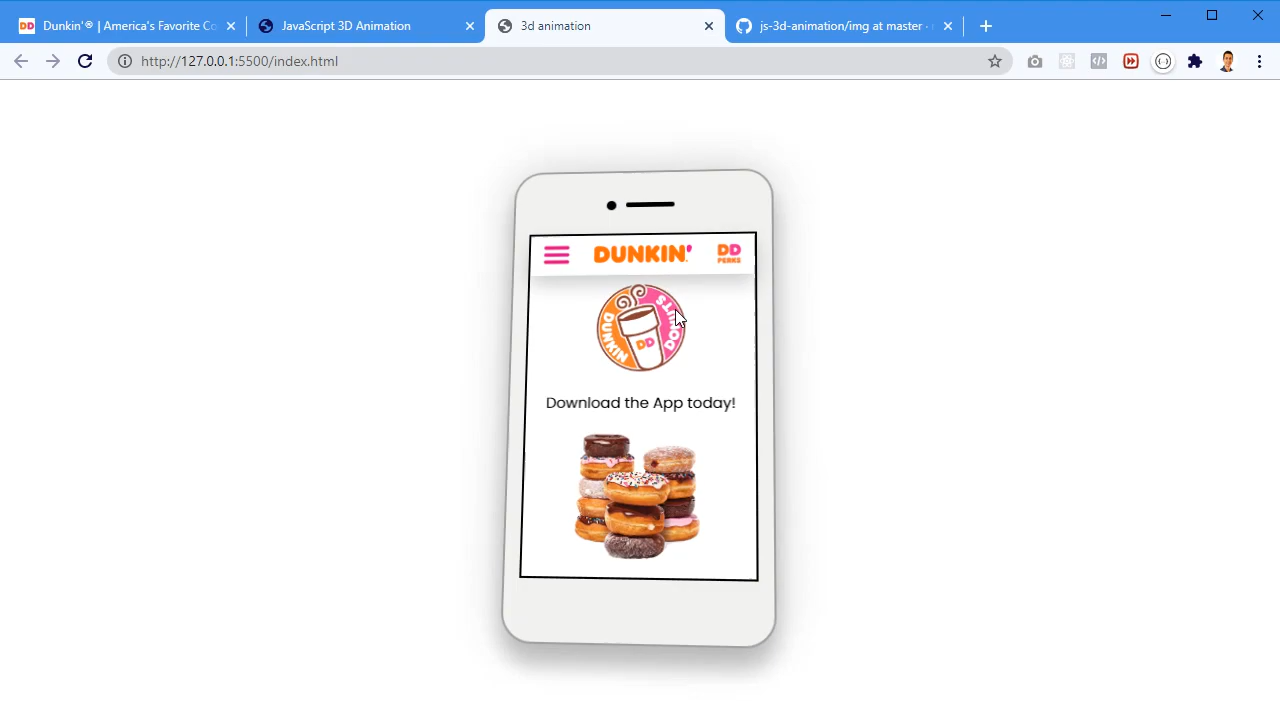 Dunkin'® | America's Favorite Co
JavaScript 3D Animation
3d animation
js-3d-animation/img at master ·
http://127.0.0.1:5500/index.html
DUNKIN'
DD
PERKS
DUNKIN
DONUTS
DD
Download the App today!